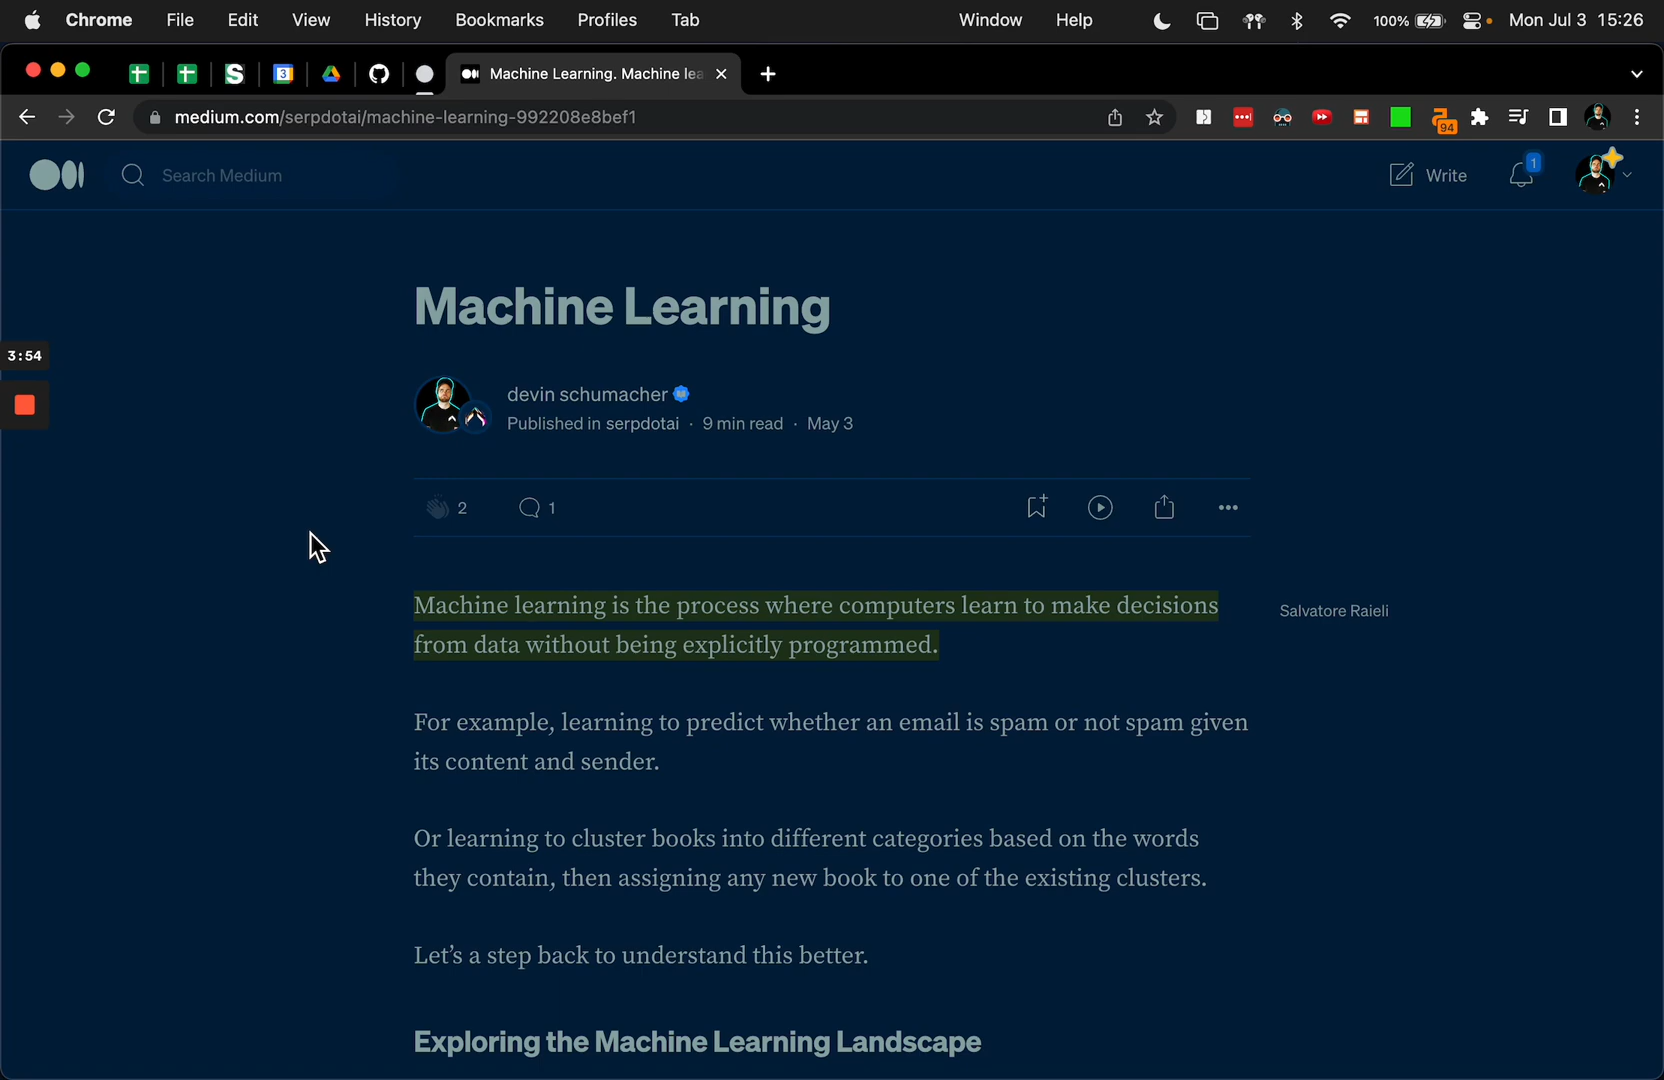 Chrome File Edit View History Bookmarks Profiles Tab Window Help 100% Mon Jul 3 15:26
3 Machine Learning. Machine lea
medium.com/serpdotai/machine-learning-992208e8bef1 94
Search Medium Write 1
Machine Learning
3:54
devin schumacher
Published in serpdotai · 9 min read · May 3
2 1
Machine learning is the process where computers learn to make decisions
from data without being explicitly programmed.
Salvatore Raieli
For example, learning to predict whether an email is spam or not spam given
its content and sender.
Or learning to cluster books into different categories based on the words
they contain, then assigning any new book to one of the existing clusters.
Let’s a step back to understand this better.
Exploring the Machine Learning Landscape